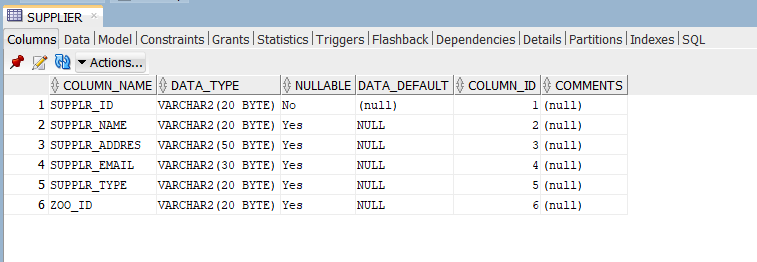 SUPPLIER ×
Columns Data Model Constraints Grants Statistics Triggers Flashback Dependencies Details Partitions Indexes SQL
Actions...
COLUMN_NAME DATA_TYPE NULLABLE DATA_DEFAULT COLUMN_ID COMMENTS
1 SUPPLR_ID VARCHAR2(20 BYTE) No (null) 1 (null)
2 SUPPLR_NAME VARCHAR2(20 BYTE) Yes NULL 2 (null)
3 SUPPLR_ADDRES VARCHAR2(50 BYTE) Yes NULL 3 (null)
4 SUPPLR_EMAIL VARCHAR2(30 BYTE) Yes NULL 4 (null)
5 SUPPLR_TYPE VARCHAR2(20 BYTE) Yes NULL 5 (null)
6 ZOO_ID VARCHAR2(20 BYTE) Yes NULL 6 (null)